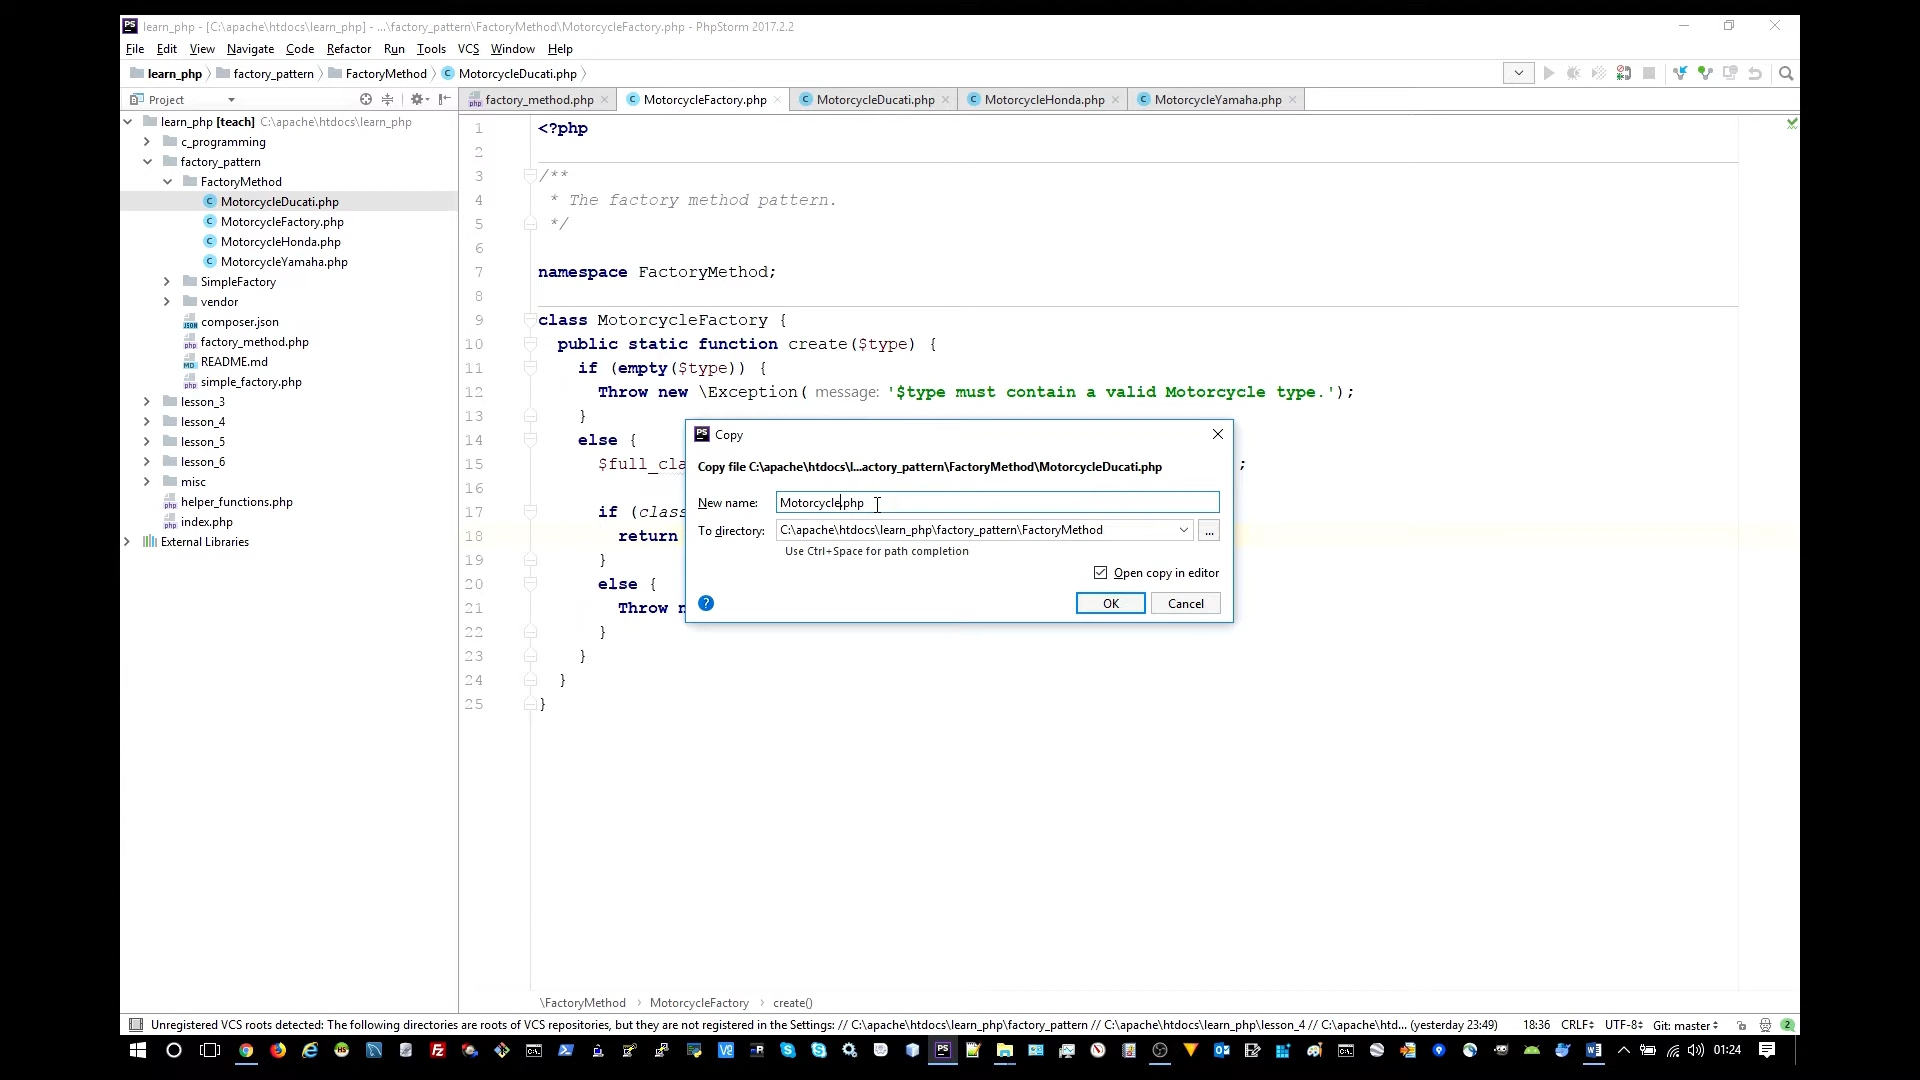 learn_php - [C:\apache\htdocs\learn_php] - ...\factory_pattern\FactoryMethod\MotorcycleFactory.php - PhpStorm 2017.2.2
File Edit View Navigate Code Refactor Run Tools VCS Window Help
learn_php factory_pattern FactoryMethod MotorcycleDucati.php
Project
factory_method.php MotorcycleFactory.php MotorcycleDucati.php MotorcycleHonda.php MotorcycleYamaha.php
learn_php [teach] C:\apache\htdocs\learn_php
c_programming
factory_pattern
FactoryMethod
MotorcycleDucati.php
MotorcycleFactory.php
MotorcycleHonda.php
MotorcycleYamaha.php
SimpleFactory
vendor
composer.json
factory_method.php
README.md
simple_factory.php
lesson_3
lesson_4
lesson_5
lesson_6
misc
helper_functions.php
index.php
External Libraries
1 <?php
2
3 /**
4 * The factory method pattern.
5 */
6
7 namespace FactoryMethod;
8
9 class MotorcycleFactory {
10 public static function create($type) {
11 if (empty($type)) {
12 Throw new \Exception( message: '$type must contain a valid Motorcycle type.');
13 }
14 else {
15 $full_cla ;
16
17 if (class
18 return
19 }
20 else {
21 Throw n
22 }
23 }
24 }
25 }
Copy
Copy file C:\apache\htdocs\l...actory_pattern\FactoryMethod\MotorcycleDucati.php
New name: Motorcycle.php
To directory: C:\apache\htdocs\learn_php\factory_pattern\FactoryMethod
...
Use Ctrl+Space for path completion
Open copy in editor
? OK Cancel
\FactoryMethod › MotorcycleFactory › create()
Unregistered VCS roots detected: The following directories are roots of VCS repositories, but they are not registered in the Settings: // C:\apache\htdocs\learn_php\factory_pattern // C:\apache\htdocs\learn_php\lesson_4 // C:\apache\htd... (yesterday 23:49) 18:36 CRLF UTF-8 Git: master 2
01:24